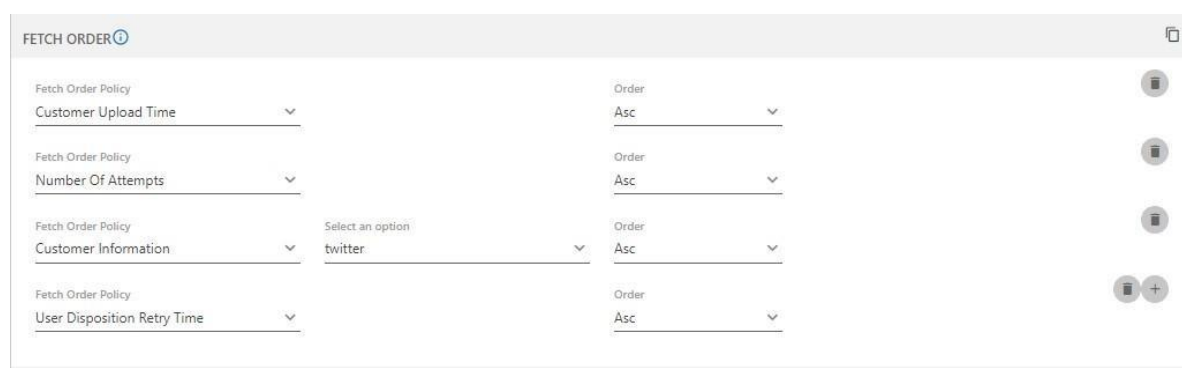 FETCH ORDER
Fetch Order Policy Order
Customer Upload Time Asc
Fetch Order Policy Order
Number Of Attempts Asc
Fetch Order Policy Select an option Order
Customer Information twitter Asc
Fetch Order Policy Order
User Disposition Retry Time Asc